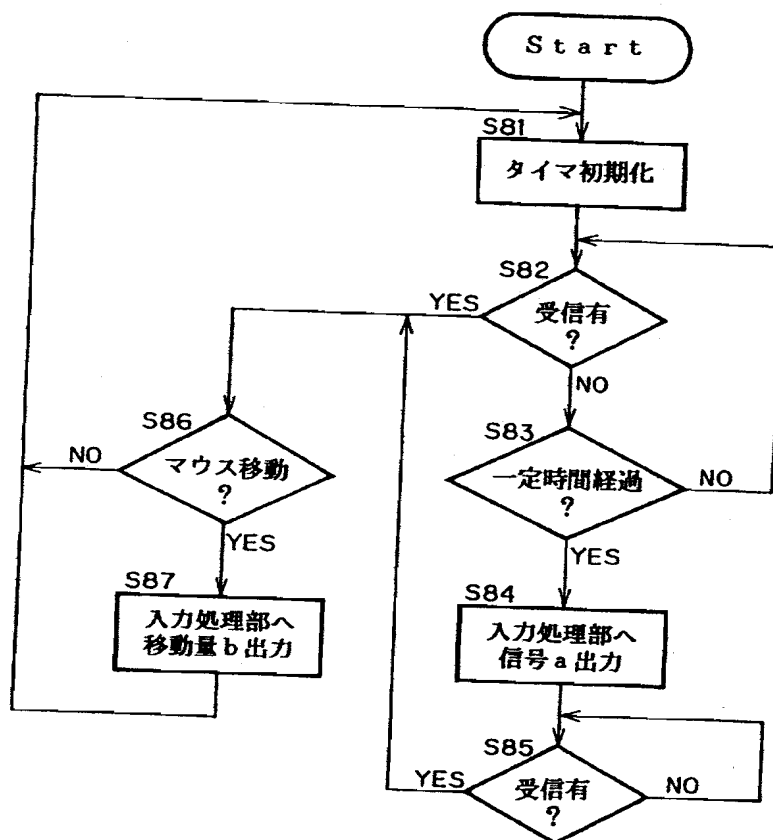 Start
S81
タイマ初期化
S82
YES
受信有
?
NO
S86
S83
NO
マウス移動
?
一定時間経過
?
NO
YES
YES
S87
S84
入力処理部へ
移動量b出力
入力処理部へ
信号a出力
S85
YES
受信有
?
NO